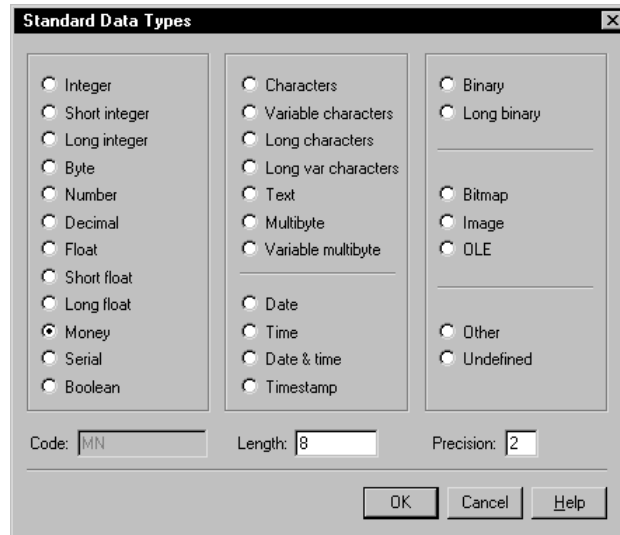 Standard Data Types
Integer
Short integer
Long integer
Byte
Number
Decimal
Float
Short float
Long float
Money
Serial
Boolean
Characters
Variable characters
Long characters
Long var characters
Text
Multibyte
Variable multibyte
Date
Time
Date & time
Timestamp
Binary
Long binary
Bitmap
Image
OLE
Other
Undefined
Code: MN
Length: 8
Precision: 2
OK
Cancel
Help